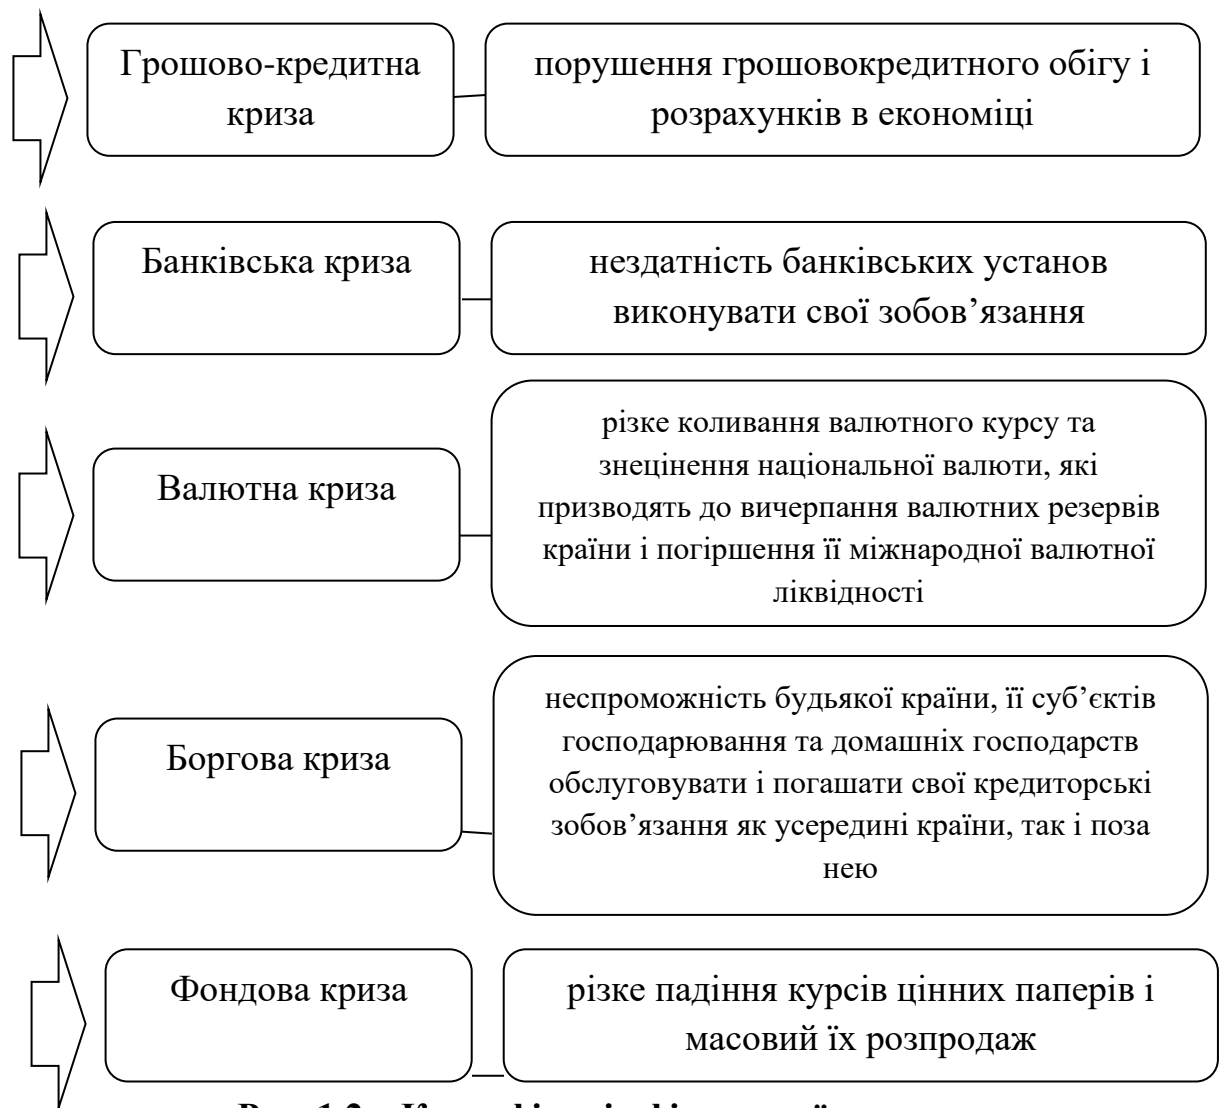 Грошово-кредитна
криза
порушення грошовокредитного обігу і
розрахунків в економіці
Банківська криза
нездатність банківських установ
виконувати свої зобов’язання
Валютна криза
різке коливання валютного курсу та
знецінення національної валюти, які
призводять до вичерпання валютних резервів
країни і погіршення її міжнародної валютної
ліквідності
Боргова криза
неспроможність будьякої країни, її суб’єктів
господарювання та домашніх господарств
обслуговувати і погашати свої кредиторські
зобов’язання як усередині країни, так і поза
нею
Фондова криза
різке падіння курсів цінних паперів і
масовий їх розпродаж